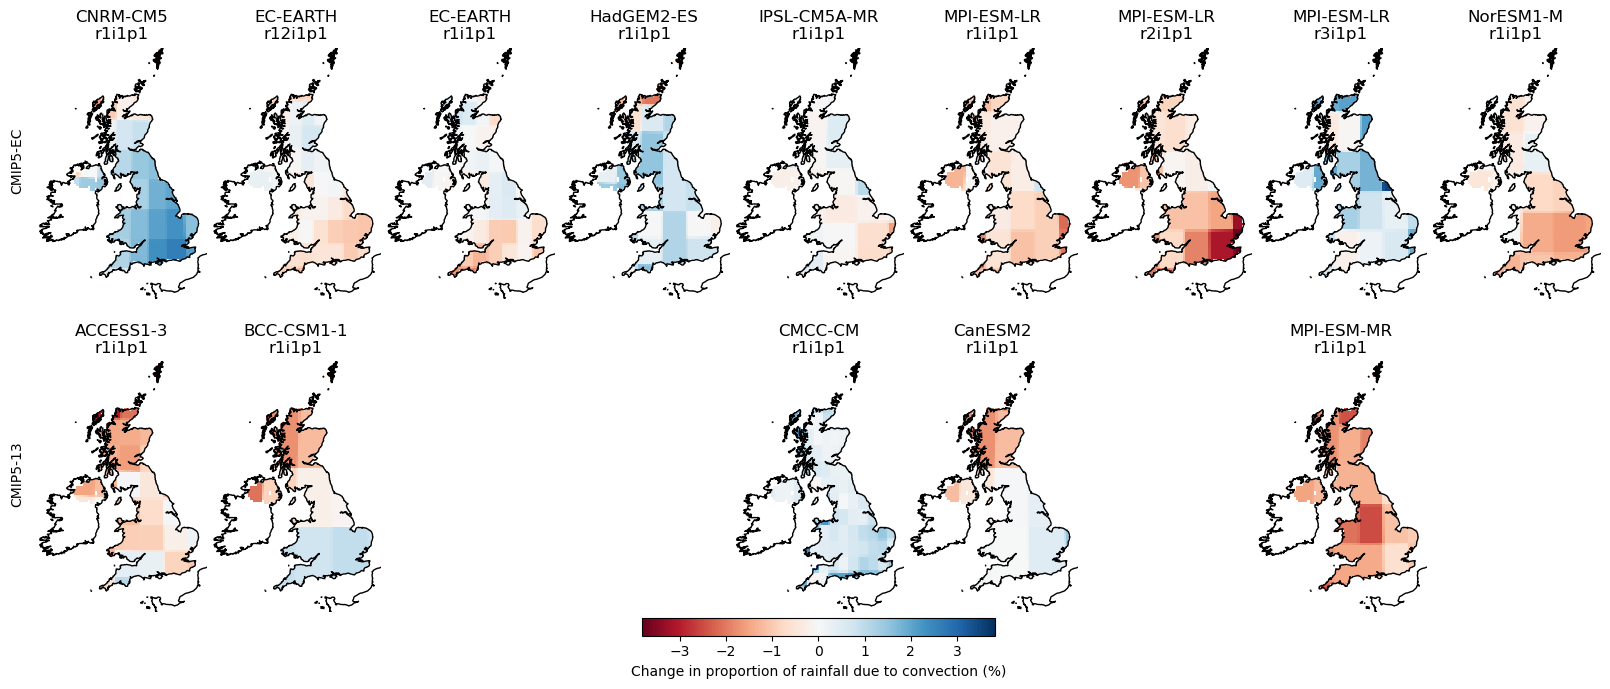 CNRM-CM5
r1i1p1
EC-EARTH
r12i1p1
EC-EARTH
r1i1p1
HadGEM2-ES
r1i1p1
IPSL-CM5A-MR
r1i1p1
MPI-ESM-LR
r1i1p1
MPI-ESM-LR
r2i1p1
MPI-ESM-LR
r3i1p1
NorESM1-M
r1i1p1
CMIP5-EC
ACCESS1-3
r1i1p1
BCC-CSM1-1
r1i1p1
CMCC-CM
r1i1p1
CanESM2
r1i1p1
MPI-ESM-MR
r1i1p1
CMIP5-13
−3 −2 −1 0 1 2 3
Change in proportion of rainfall due to convection (%)